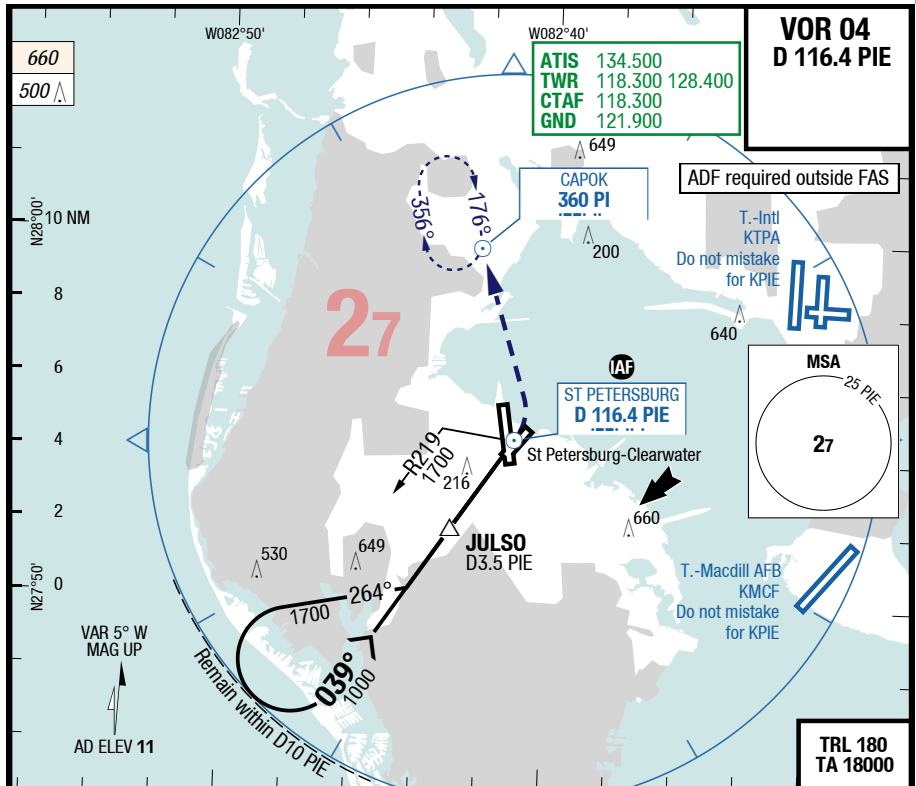 W082°50'
W082°40'
VOR 04
D 116.4 PIE
660
500
ATIS 134.500
TWR 118.300 128.400
CTAF 118.300
GND 121.900
649
ADF required outside FAS
CAPOK
360 PI
356°
176°
N28°00'
10 NM
200
T.-Intl
KTPA
Do not mistake
for KPIE
8
27
640
6
IAF
MSA
25 PIE
27
ST PETERSBURG
D 116.4 PIE
4
R219
1700
St Petersburg-Clearwater
216
2
660
JULSO
D3.5 PIE
530
649
N27°50'
0
264°
1700
T.-Macdill AFB
KMCF
Do not mistake
for KPIE
VAR 5° W
MAG UP
039°
1000
Remain within D10 PIE
AD ELEV 11
TRL 180
TA 18000